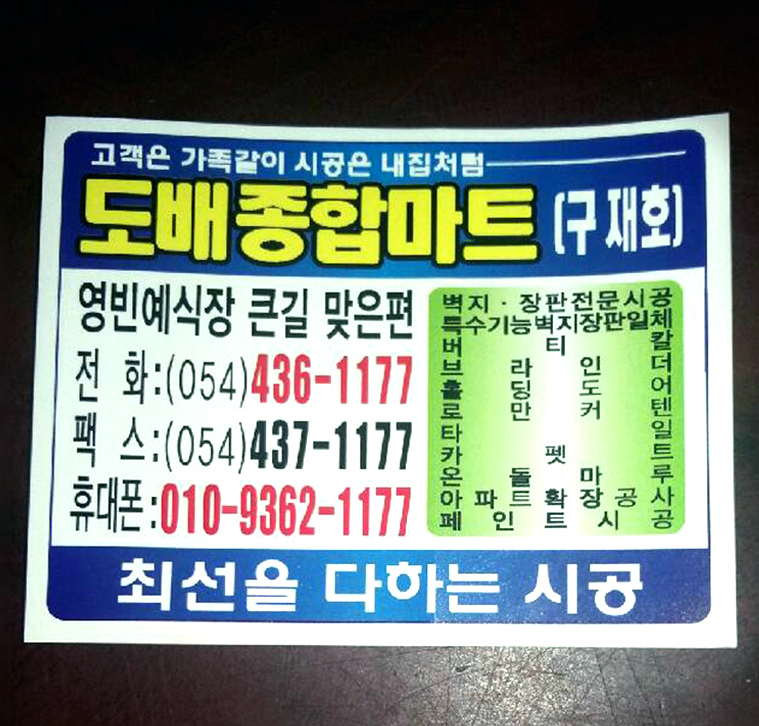 고객은 가족같이 시공은 내집처럼
도배종합마트 (구 재호)
영빈예식장 큰길 맞은편
전 화:(054)436-1177
팩 스:(054)437-1177
휴대폰:010-9362-1177
벽지·장판전문시공
특수기능벽지장판일체
버 티 칼
브 라 인 더
홀 딩 도 어
로 만 커 텐
타 일
카 펫 트
온 돌 마 루
아 파 트 확 장 공 사
페 인 트 시 공
최선을 다하는 시공